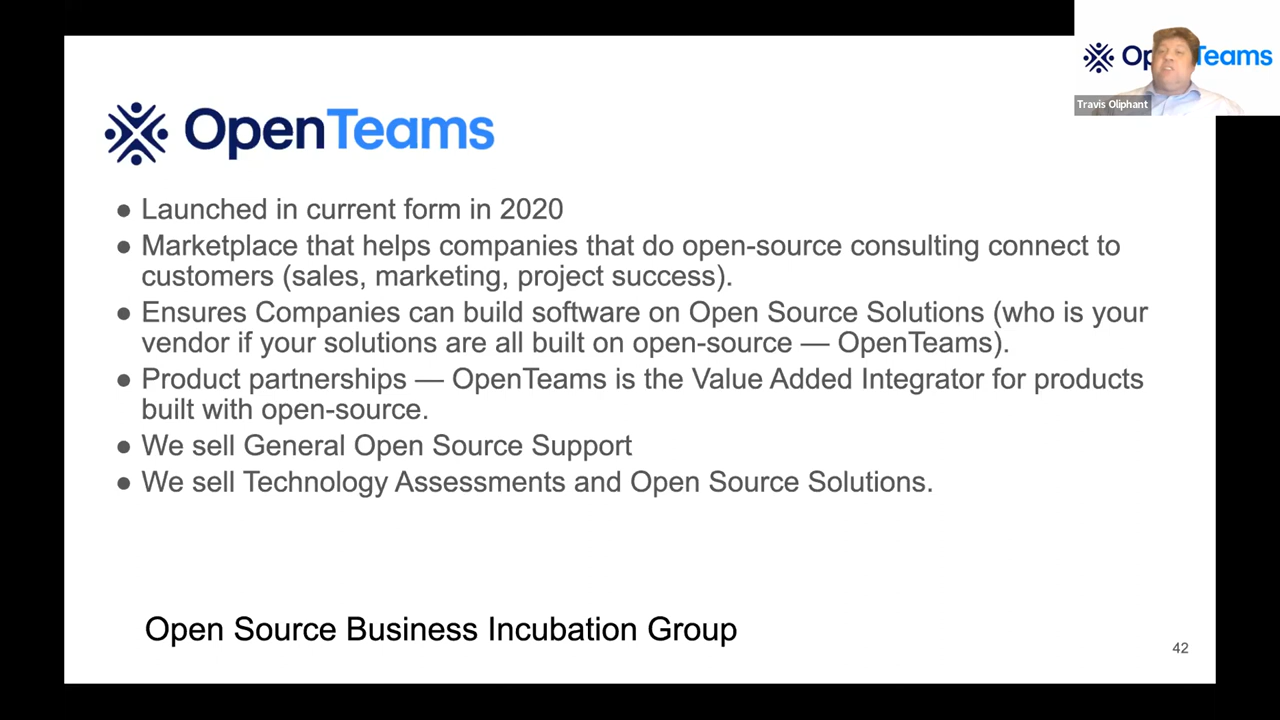 OpenTeams
Travis Oliphant
OpenTeams
● Launched in current form in 2020
● Marketplace that helps companies that do open-source consulting connect to
customers (sales, marketing, project success).
● Ensures Companies can build software on Open Source Solutions (who is your
vendor if your solutions are all built on open-source — OpenTeams).
● Product partnerships — OpenTeams is the Value Added Integrator for products
built with open-source.
● We sell General Open Source Support
● We sell Technology Assessments and Open Source Solutions.
Open Source Business Incubation Group
42